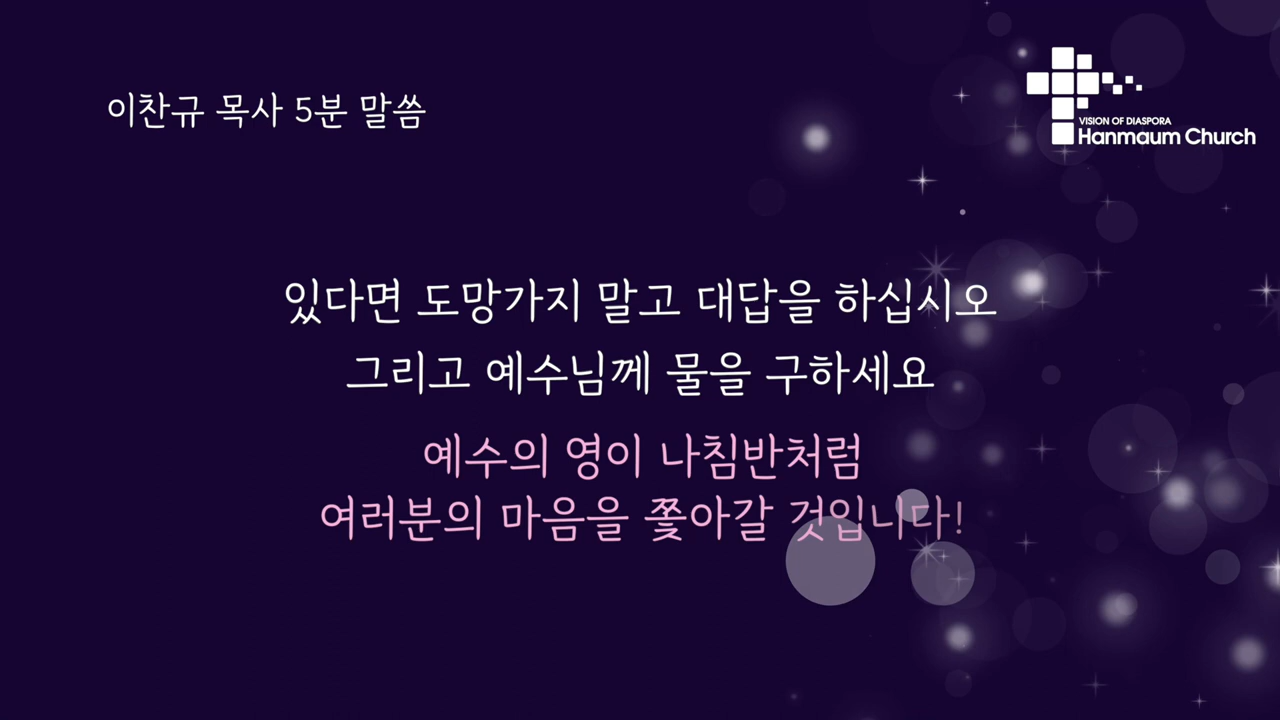 이찬규 목사 5분 말씀
VISION OF DIASPORA
Hanmaum Church
있다면 도망가지 말고 대답을 하십시오
그리고 예수님께 물을 구하세요
예수의 영이 나침반처럼
여러분의 마음을 쫓아갈 것입니다!